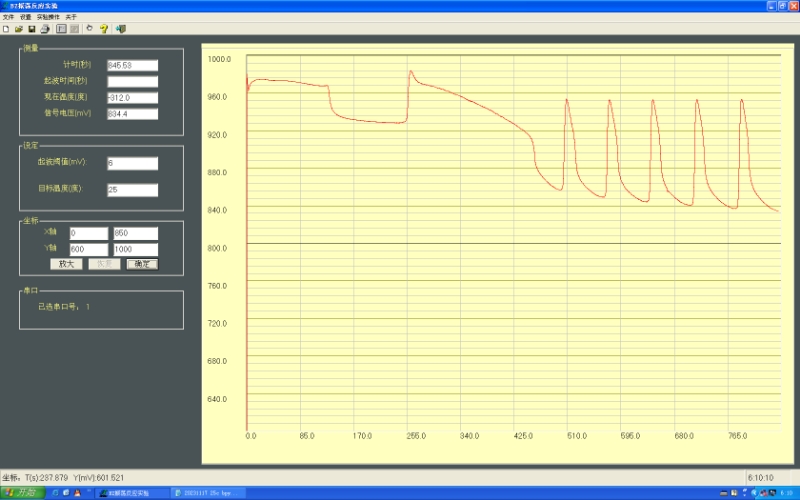 BZ振荡反应实验
文件 设置 实验操作 关于
测量
计时(秒) 845.53
起波时间(秒)
现在温度(度) -312.0
信号电压(mV) 834.4
设定
起波阈值(mV): 6
目标温度(度): 25
坐标
X轴 0 850
Y轴 600 1000
放大 恢复 确定
串口
已选串口号: 1
1000.0
960.0
920.0
880.0
840.0
800.0
760.0
720.0
680.0
640.0
0.0 85.0 170.0 255.0 340.0 425.0 510.0 595.0 680.0 765.0
坐标: T(s):287.879 Y(mV):601.521 6:10:10
开始 BZ振荡反应实验 6:10